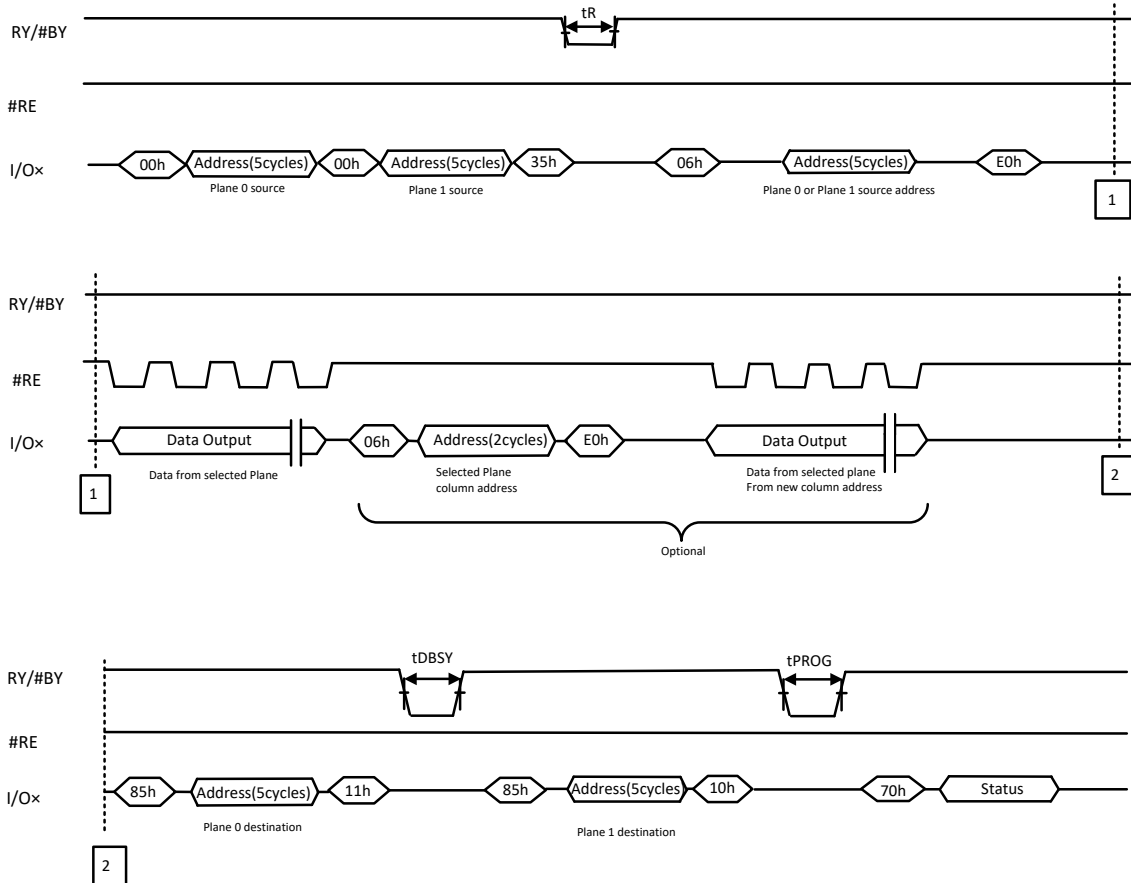 tR
RY/#BY
#RE
I/O×
00h Address(5cycles) 00h Address(5cycles) 35h 06h Address(5cycles) E0h
Plane 0 source Plane 1 source Plane 0 or Plane 1 source address
1
RY/#BY
#RE
I/O×
Data Output 06h Address(2cycles) E0h Data Output
Data from selected Plane
Selected Plane
column address
Data from selected plane
From new column address
1
2
Optional
tDBSY tPROG
RY/#BY
#RE
I/O×
85h Address(5cycles) 11h 85h Address(5cycles 10h 70h Status
Plane 0 destination Plane 1 destination
2